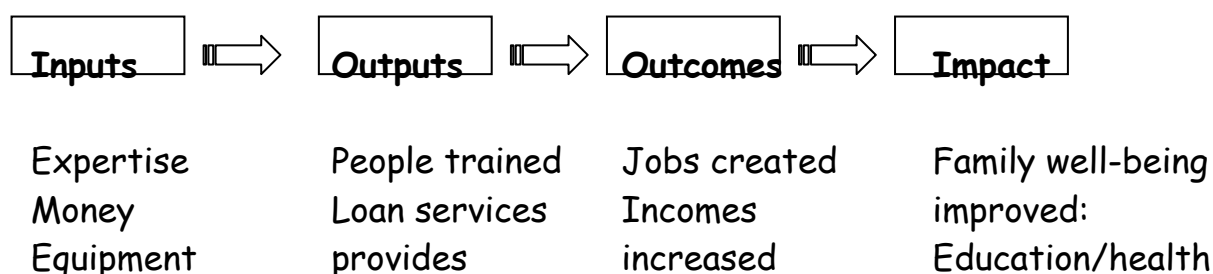 Inputs Outputs Outcomes Impact
Expertise People trained Jobs created Family well-being
Money Loan services Incomes improved:
Equipment provides increased Education/health